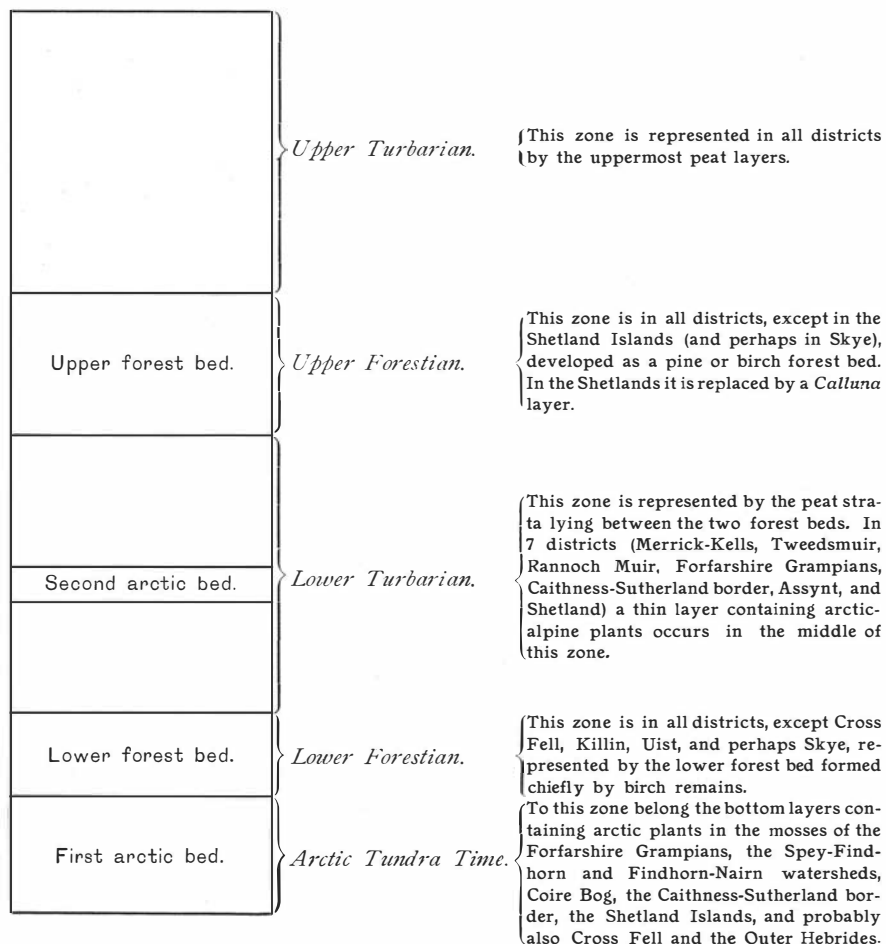 Upper Turbarian.
This zone is represented in all districts
by the uppermost peat layers.
Upper forest bed.
Upper Forestian.
This zone is in all districts, except in the
Shetland Islands (and perhaps in Skye),
developed as a pine or birch forest bed.
In the Shetlands it is replaced by a Calluna
layer.
Second arctic bed.
Lower Turbarian.
This zone is represented by the peat stra-
ta lying between the two forest beds. In
7 districts (Merrick-Kells, Tweedsmuir,
Rannoch Muir, Forfarshire Grampians,
Caithness-Sutherland border, Assynt, and
Shetland) a thin layer containing arctic-
alpine plants occurs in the middle of
this zone.
Lower forest bed.
Lower Forestian.
This zone is in all districts, except Cross
Fell, Killin, Uist, and perhaps Skye, re-
presented by the lower forest bed formed
chiefly by birch remains.
First arctic bed.
Arctic Tundra Time.
To this zone belong the bottom layers con-
taining arctic plants in the mosses of the
Forfarshire Grampians, the Spey-Find-
horn and Findhorn-Nairn watersheds,
Coire Bog, the Caithness-Sutherland bor-
der, the Shetland Islands, and probably
also Cross Fell and the Outer Hebrides.